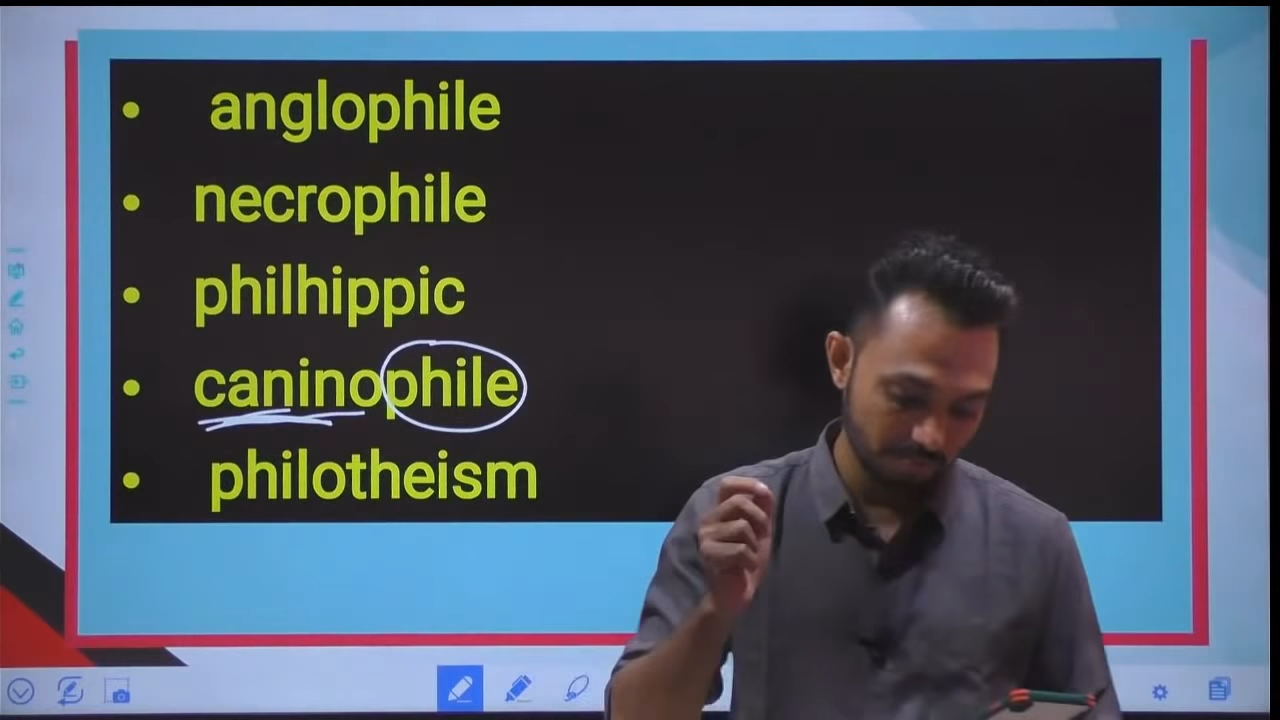 • anglophile
• necrophile
• philhippic
• caninophile
• philotheism